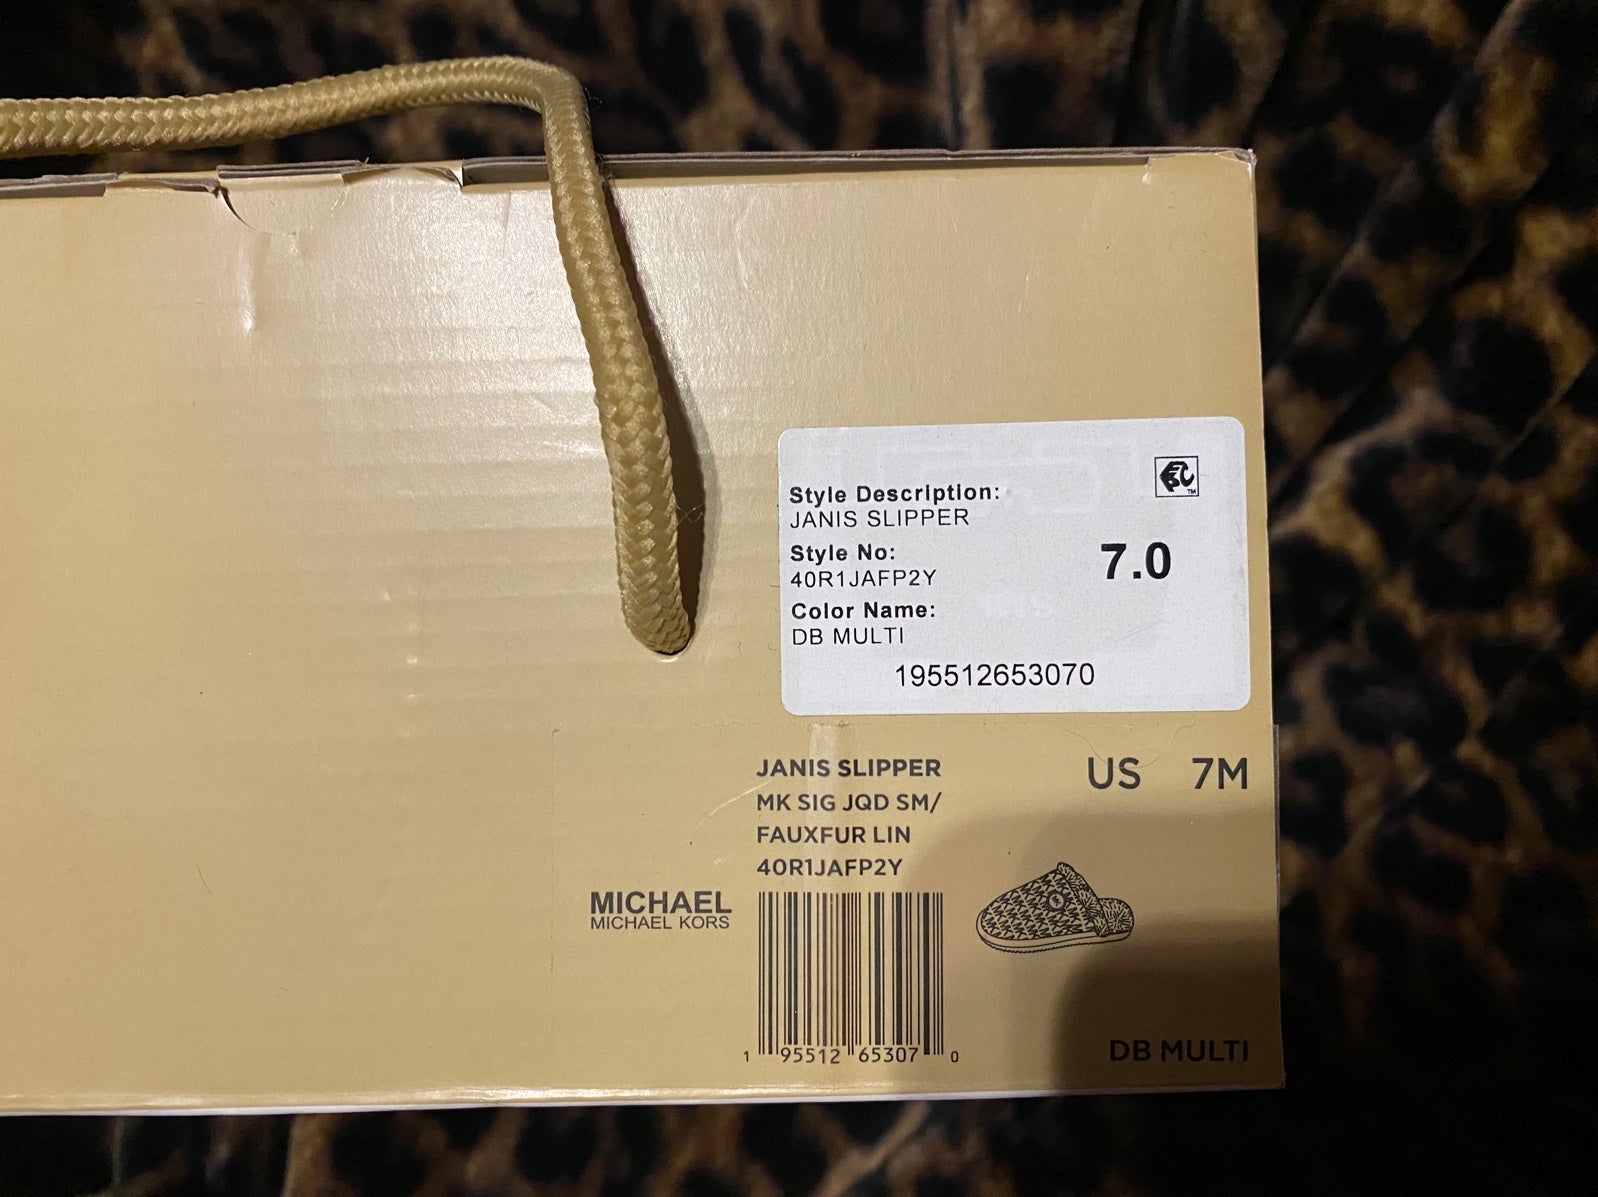 Style Description:
JANIS SLIPPER
Style No:
40R1JAFP2Y
7.0
Color Name:
DB MULTI
195512653070
JANIS SLIPPER
MK SIG JQD SM/
FAUXFUR LIN
40R1JAFP2Y
US 7M
MICHAEL
MICHAEL KORS
1 95512 65307 0
DB MULTI